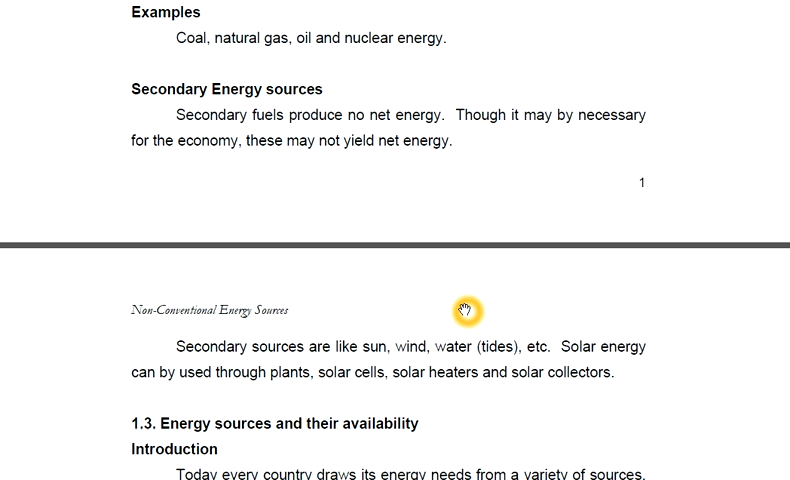 Examples
Coal, natural gas, oil and nuclear energy.
Secondary Energy sources
Secondary fuels produce no net energy. Though it may by necessary
for the economy, these may not yield net energy.
1
Non-Conventional Energy Sources
Secondary sources are like sun, wind, water (tides), etc. Solar energy
can by used through plants, solar cells, solar heaters and solar collectors.
1.3. Energy sources and their availability
Introduction
Today every country draws its energy needs from a variety of sources.